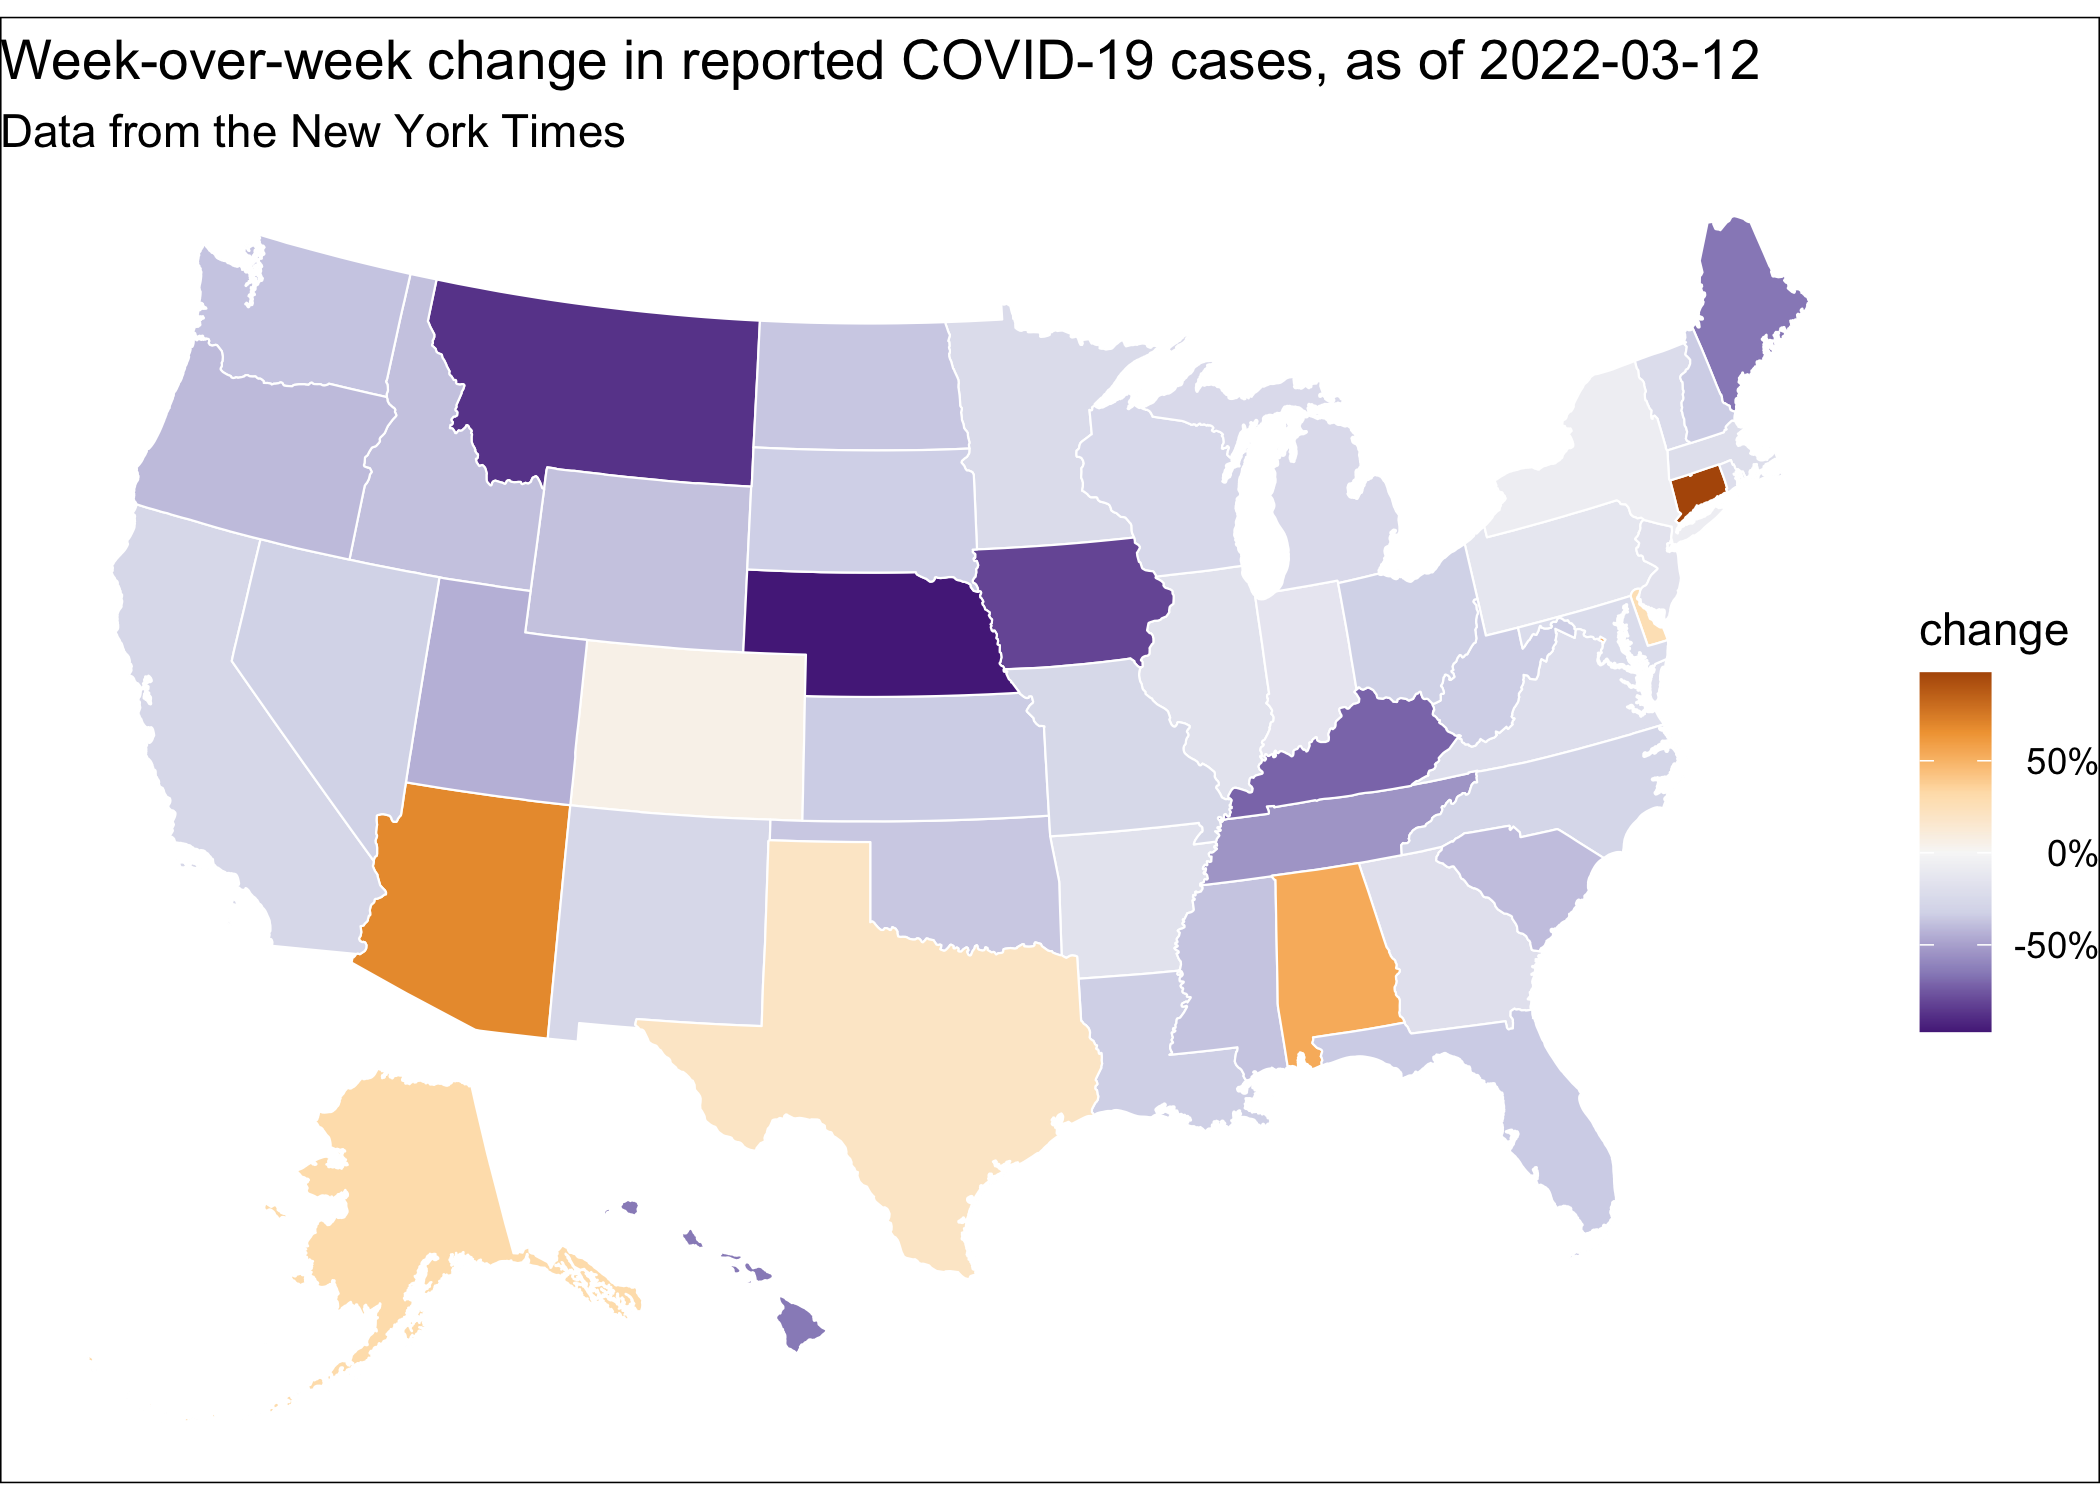 Week-over-week change in reported COVID-19 cases, as of 2022-03-12
Data from the New York Times
change
50%
0%
-50%